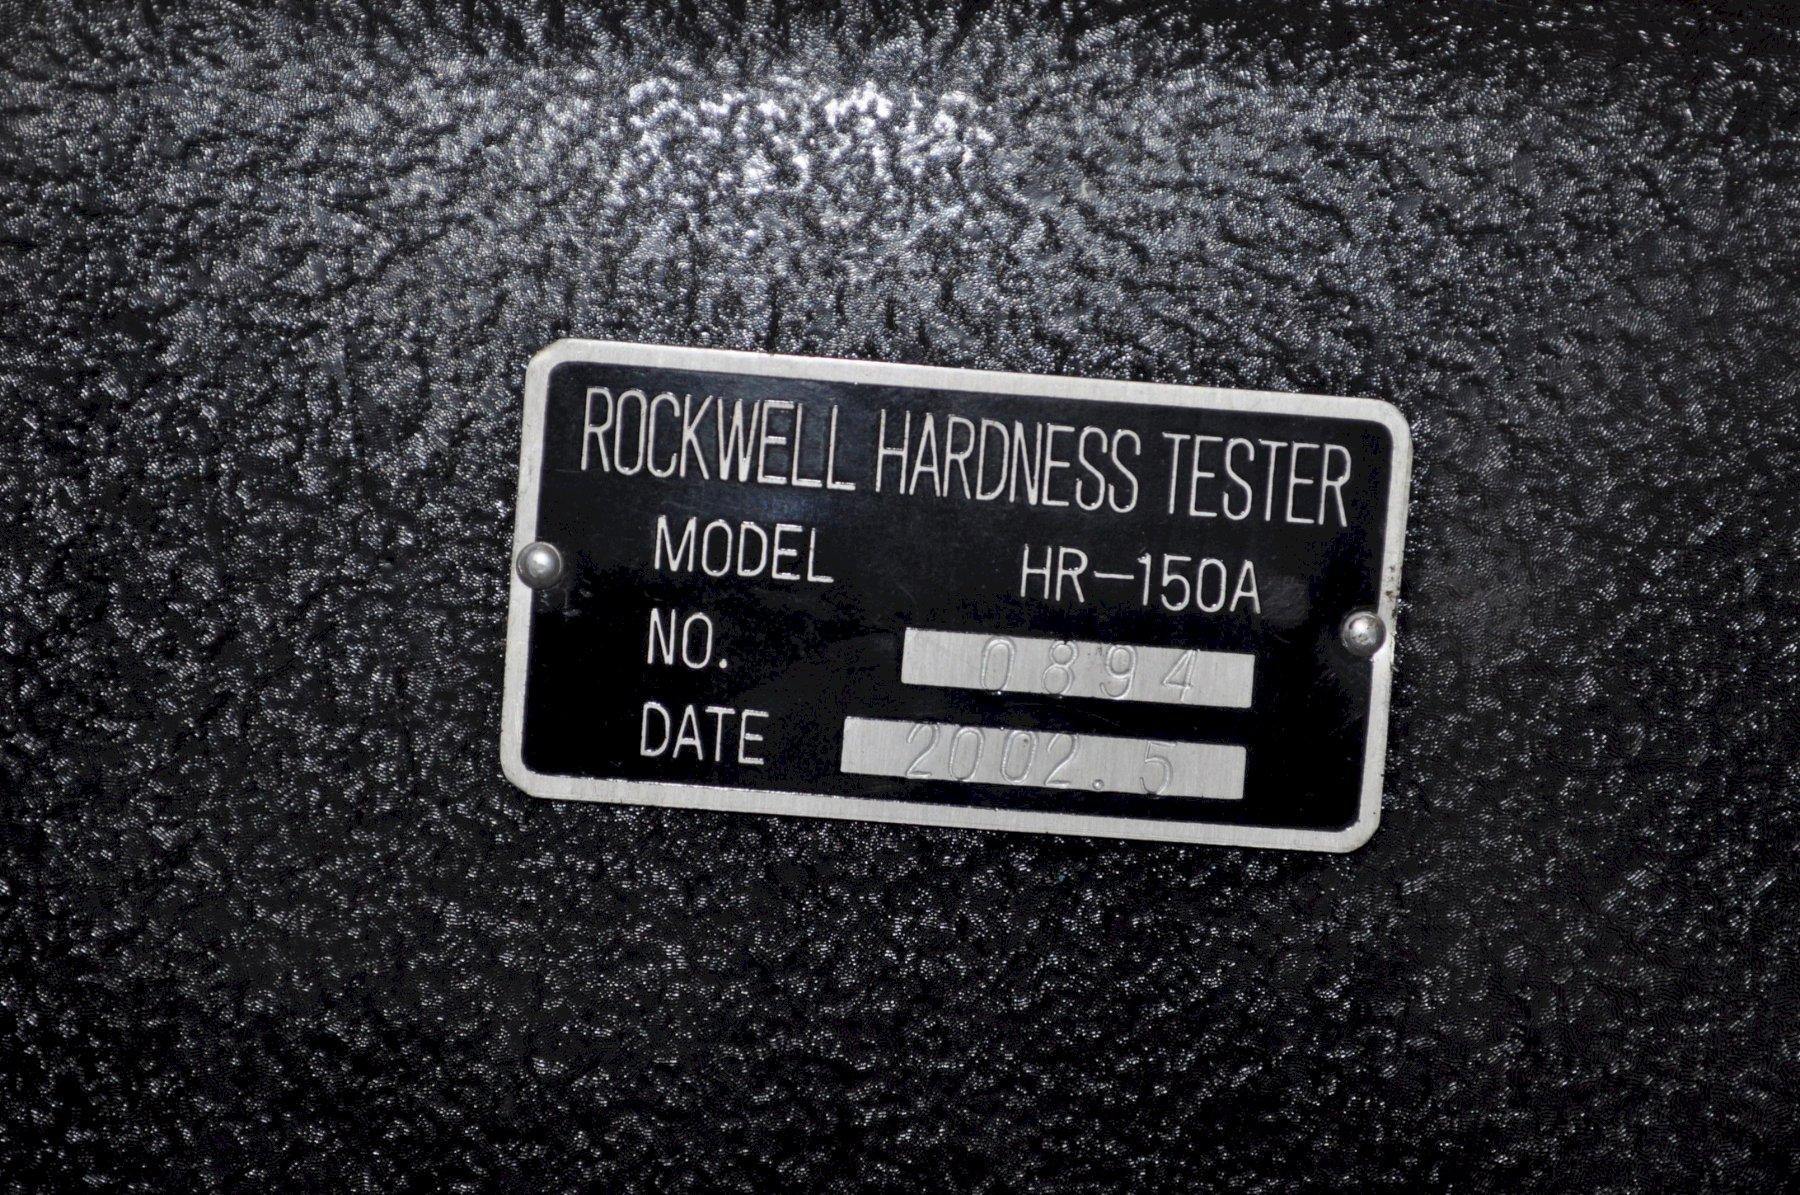 ROCKWELL HARDNESS TESTER
MODEL HR-150A
NO. 0894
DATE 2002.5